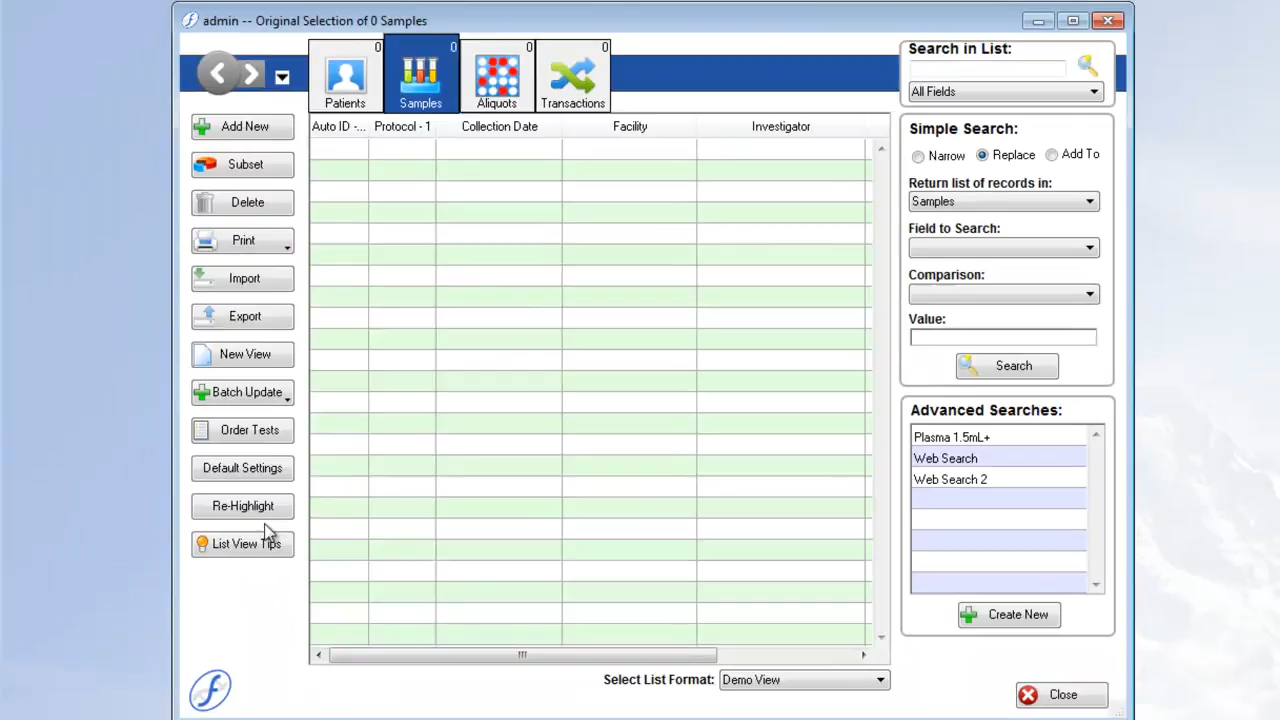 admin -- Original Selection of 0 Samples
0
0
0
0
Patients
Samples
Aliquots
Transactions
Search in List:
All Fields
Add New
Subset
Delete
Print
Import
Export
New View
Batch Update
Order Tests
Default Settings
Re-Highlight
List View Tips
Auto ID -...
Protocol - 1
Collection Date
Facility
Investigator
Simple Search:
Narrow
Replace
Add To
Return list of records in:
Samples
Field to Search:
Comparison:
Value:
Search
Advanced Searches:
Plasma 1.5mL+
Web Search
Web Search 2
Create New
Select List Format:
Demo View
Close